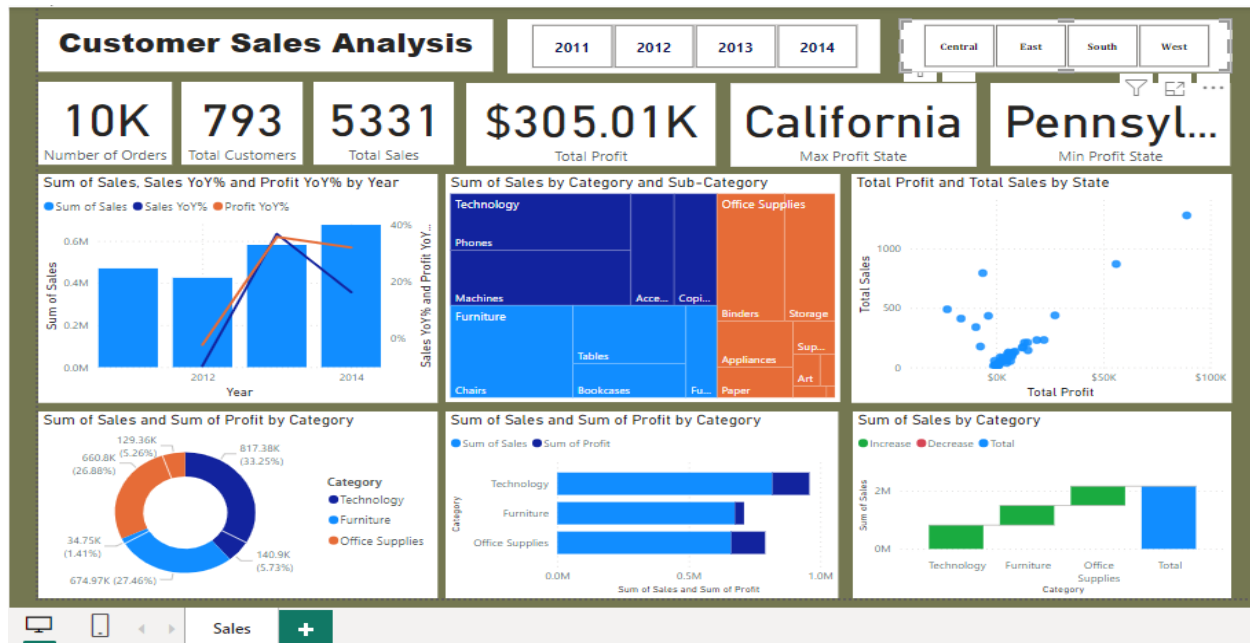 Customer Sales Analysis
2011 2012 2013 2014
Central East South West
10K
Number of Orders
793
Total Customers
5331
Total Sales
$305.01K
Total Profit
California
Max Profit State
Pennsyl...
Min Profit State
Sum of Sales, Sales YoY% and Profit YoY% by Year
Sum of Sales Sales YoY% Profit YoY%
Sum of Sales
0.6M
0.4M
0.2M
0.0M
40%
20%
0%
Sales YoY% and Profit YoY...
2012 2014
Year
Sum of Sales by Category and Sub-Category
Technology
Phones
Machines
Acce...
Copi...
Furniture
Chairs
Tables
Bookcases
Fu...
Office Supplies
Binders
Storage
Appliances
Paper
Sup...
Art
Total Profit and Total Sales by State
Total Sales
1000
500
0
$0K $50K $100K
Total Profit
Sum of Sales and Sum of Profit by Category
129.36K
(5.26%)
660.8K
(26.88%)
34.75K
(1.41%)
674.97K (27.46%)
817.38K
(33.25%)
140.9K
(5.73%)
Category
Technology
Furniture
Office Supplies
Sum of Sales and Sum of Profit by Category
Sum of Sales Sum of Profit
Category
Technology
Furniture
Office Supplies
0.0M 0.5M 1.0M
Sum of Sales and Sum of Profit
Sum of Sales by Category
Increase Decrease Total
Sum of Sales
2M
0M
Technology Furniture Office Total
Supplies
Category
Sales